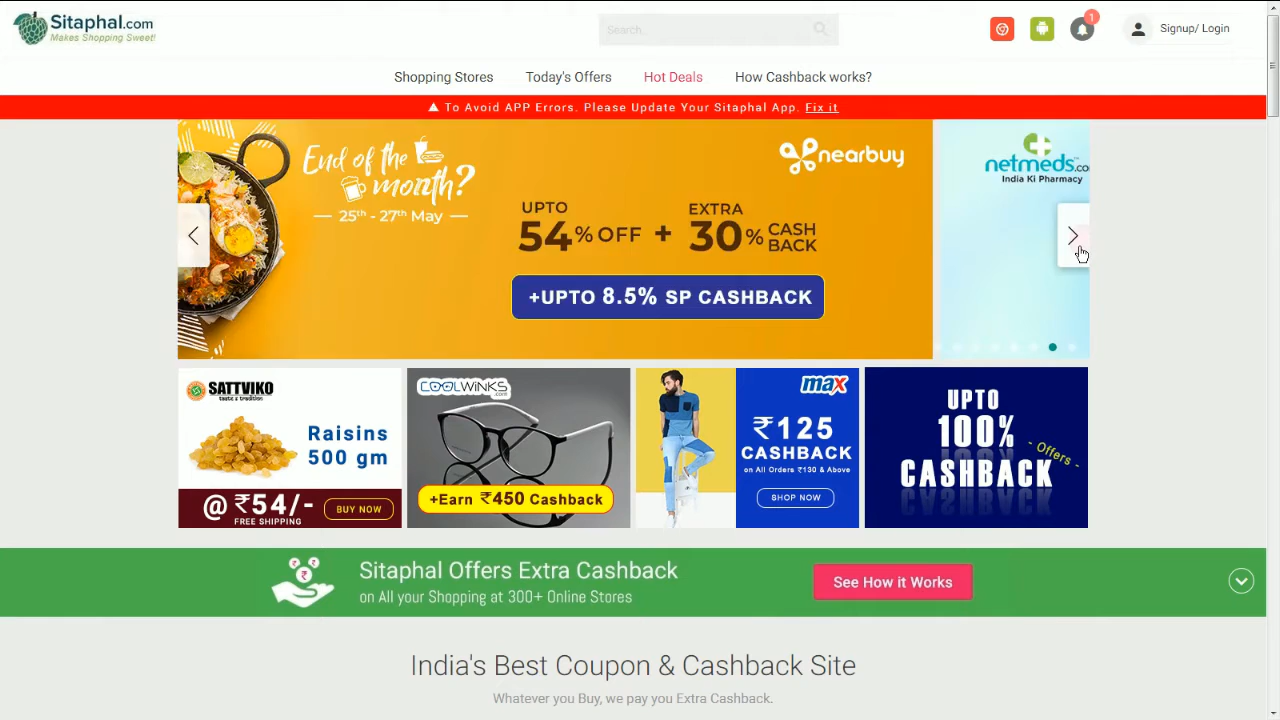 Sitaphal.com
Makes Shopping Sweet!
Search...
1
Signup/ Login
Shopping Stores
Today's Offers
Hot Deals
How Cashback works?
To Avoid APP Errors. Please Update Your Sitaphal App. Fix it
End of the month?
25th - 27th May
nearbuy
UPTO 54% OFF + EXTRA 30% CASH BACK
+UPTO 8.5% SP CASHBACK
netmeds.co
India Ki Pharmacy
SATTVIKO
taste & tradition
Raisins
500 gm
@ ₹54/-
FREE SHIPPING
BUY NOW
COOLWINKS
.com
+Earn ₹450 Cashback
max
₹125
CASHBACK
on All Orders ₹130 & Above
SHOP NOW
UPTO
100%
CASHBACK
- Offers -
Sitaphal Offers Extra Cashback
on All your Shopping at 300+ Online Stores
See How it Works
India's Best Coupon & Cashback Site
Whatever you Buy, we pay you Extra Cashback.